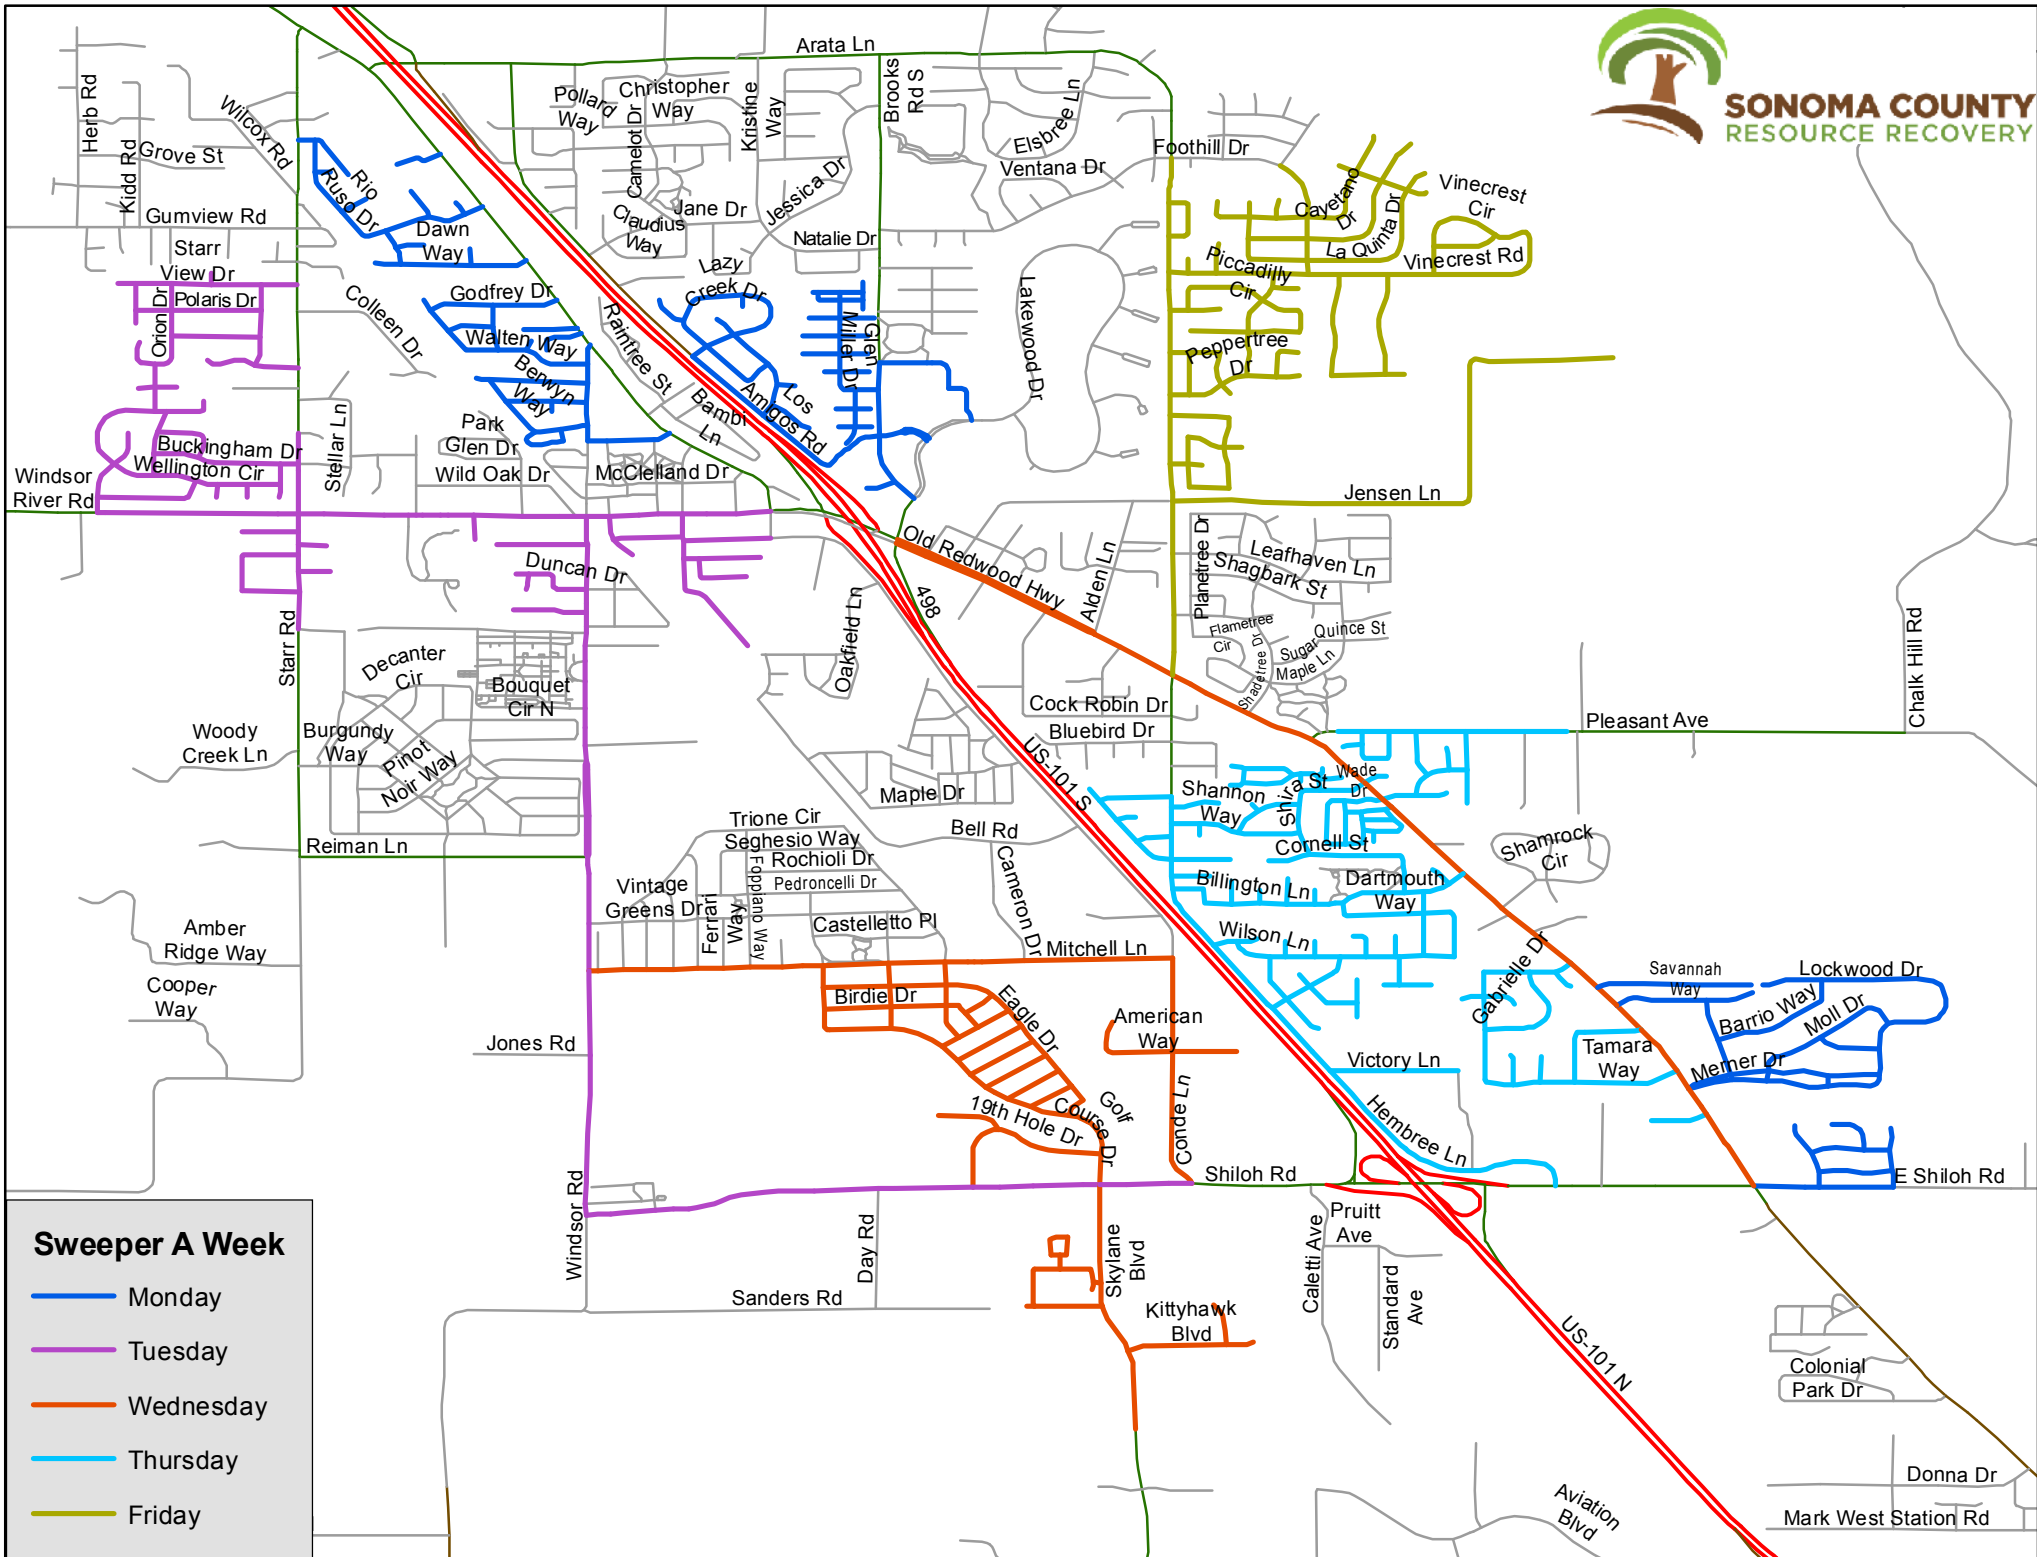 SONOMA COUNTY
RESOURCE RECOVERY
Arata Ln
Herb Rd
Kidd Rd
Wilcox Rd
Grove St
Gumview Rd
Starr
View Dr
Polaris Dr
Orion Dr
Rio
Ruso Dr
Dawn
Way
Pollard
Way
Christopher
Way
Camelot Dr
Kristine
Way
Brooks
Rd S
Elsbree Ln
Ventana Dr
Foothill Dr
Jessica Dr
Jane Dr
Claudius
Way
Natalie Dr
Lazy
Creek Dr
Cayetano
Dr
La Quinta Dr
Vinecrest
Cir
Vinecrest Rd
Piccadilly
Cir
Peppertree
Dr
Lakewood Dr
Colleen Dr
Godfrey Dr
Walten Way
Berwyn
Way
Raintree St
Bambi
Ln
Los
Amigos Rd
Glen
Miller Dr
Park
Glen Dr
Wild Oak Dr
McClelland Dr
Stellar Ln
Buckingham Dr
Wellington Cir
Windsor
River Rd
Jensen Ln
Old Redwood Hwy
Alden Ln
Planetree Dr
Leafhaven Ln
Shagbark St
Flametree
Cir
Shadetree Dr
Sugar
Maple Ln
Quince St
Chalk Hill Rd
Duncan Dr
498
Oakfield Ln
Starr Rd
Decanter
Cir
Bouquet
Cir N
Woody
Creek Ln
Burgundy
Way
Pinot
Noir Way
Cock Robin Dr
Bluebird Dr
Pleasant Ave
US-101 S
Maple Dr
Bell Rd
Shannon
Way
Shira St
Wade
Dr
Cornell St
Shamrock
Cir
Reiman Ln
Trione Cir
Seghesio Way
Rochioli Dr
Pedroncelli Dr
Foppiano Way
Vintage
Greens Dr
Ferrari
Way
Castelletto Pl
Cameron Dr
Mitchell Ln
Billington Ln
Dartmouth
Way
Wilson Ln
Gabrielle Dr
Amber
Ridge Way
Cooper
Way
Jones Rd
Birdie Dr
Eagle Dr
American
Way
Savannah
Way
Lockwood Dr
Barrio Way
Moll Dr
Merner Dr
Tamara
Way
Victory Ln
Hembree Ln
19th Hole Dr
Golf
Course Dr
Conde Ln
Shiloh Rd
E Shiloh Rd
Windsor Rd
Day Rd
Sanders Rd
Skylane
Blvd
Kittyhawk
Blvd
Caletti Ave
Pruitt
Ave
Standard
Ave
US-101 N
Colonial
Park Dr
Donna Dr
Mark West Station Rd
Aviation
Blvd
Sweeper A Week
Monday
Tuesday
Wednesday
Thursday
Friday